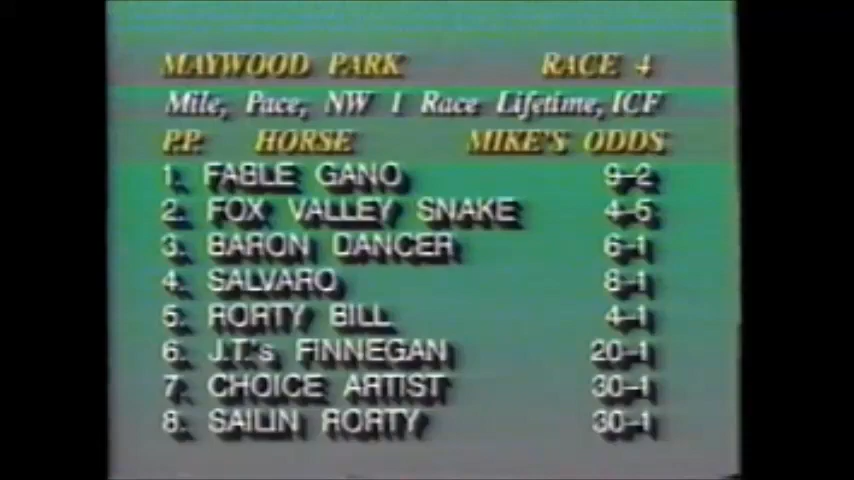 MAYWOOD PARK RACE 4
Mile, Pace, NW 1 Race Lifetime, ICF
P.P. HORSE MIKE'S ODDS
1. FABLE GANO 9-2
2. FOX VALLEY SNAKE 4-5
3. BARON DANCER 6-1
4. SALVARO 8-1
5. RORTY BILL 4-1
6. J.T.'s FINNEGAN 20-1
7. CHOICE ARTIST 30-1
8. SAILIN RORTY 30-1